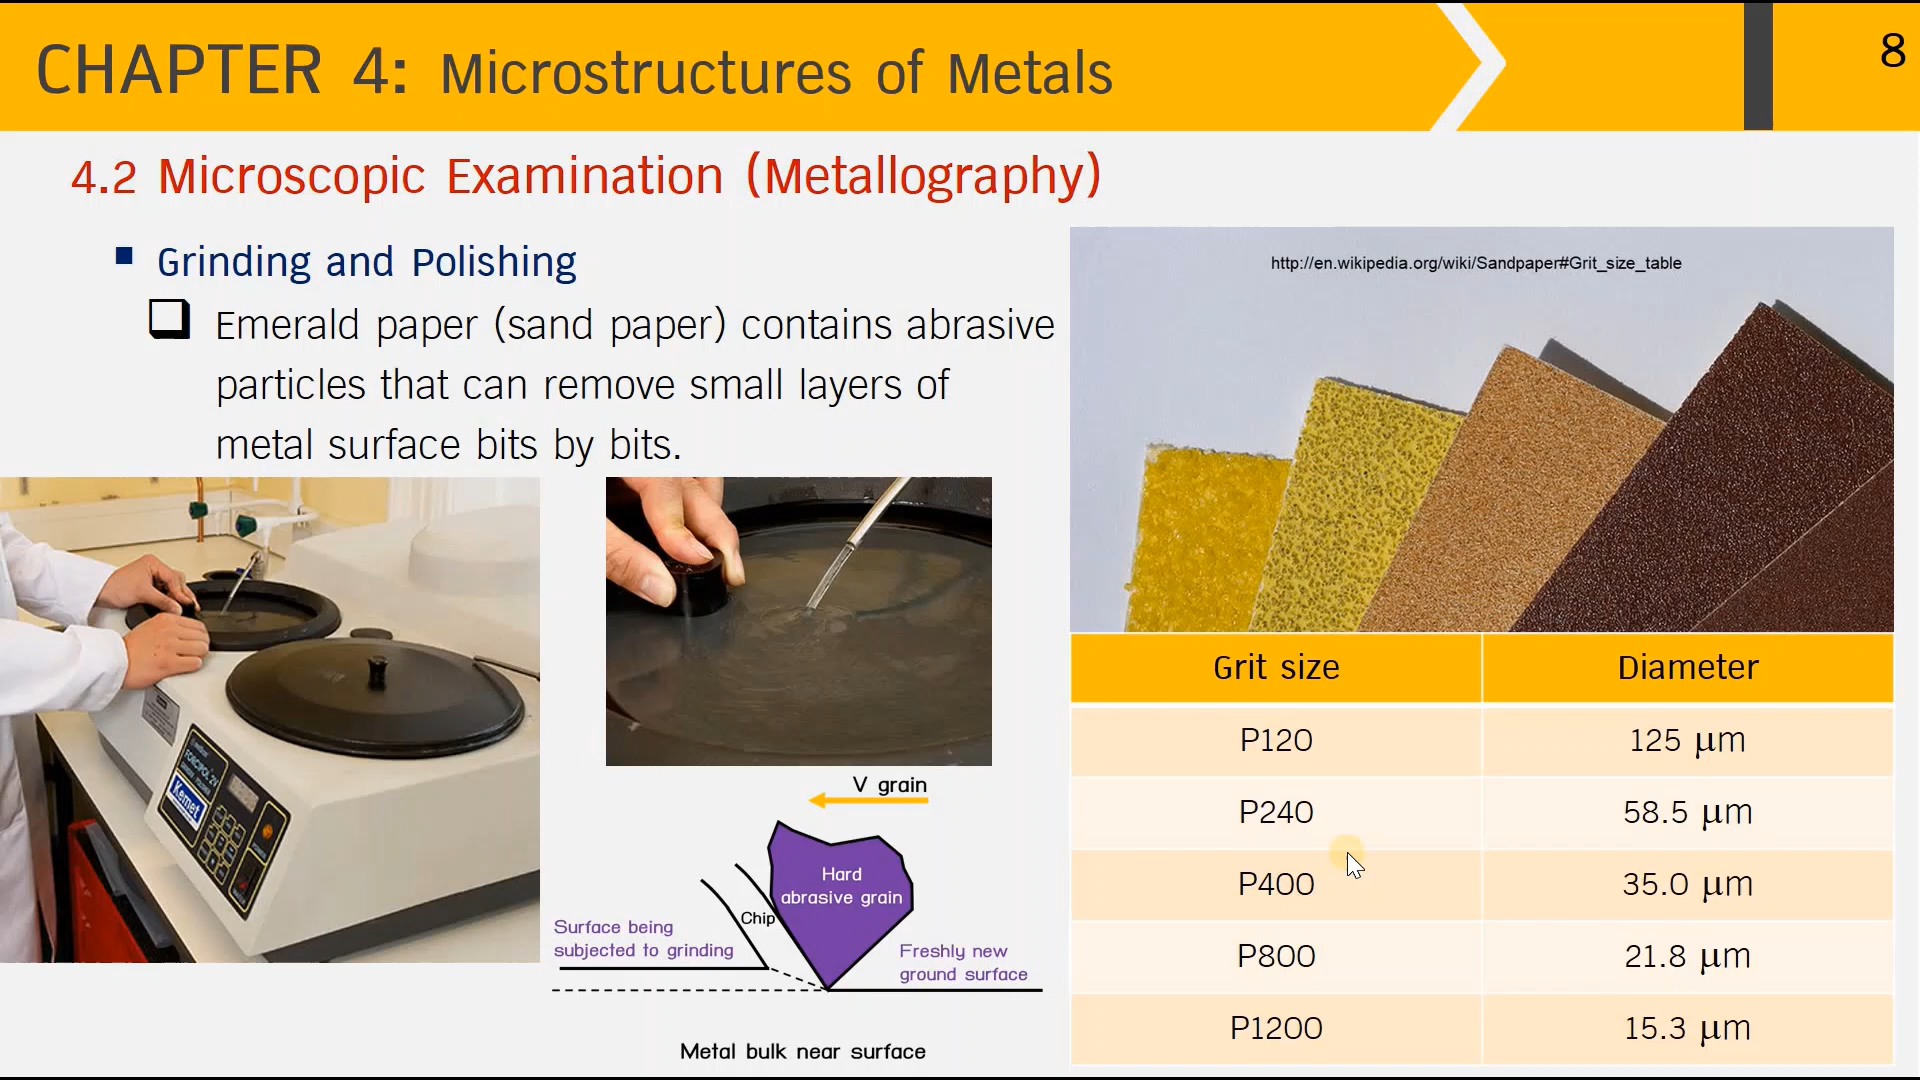 CHAPTER 4: Microstructures of Metals
8
4.2 Microscopic Examination (Metallography)
Grinding and Polishing
Emerald paper (sand paper) contains abrasive
particles that can remove small layers of
metal surface bits by bits.
http://en.wikipedia.org/wiki/Sandpaper#Grit_size_table
FORCIPOL 2V
Kemet
V grain
Hard
abrasive grain
Chip
Surface being
subjected to grinding
Freshly new
ground surface
Metal bulk near surface
Grit size Diameter
P120 125 μm
P240 58.5 μm
P400 35.0 μm
P800 21.8 μm
P1200 15.3 μm